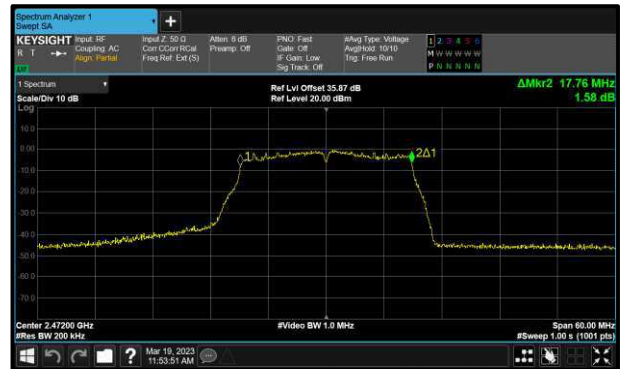 Spectrum Analyzer 1
Swept SA
+
KEYSIGHT
R T
Input: RF
Coupling: AC
Align: Partial
Input Z: 50 Ω
Corr CCorr RCal
Freq Ref: Ext (S)
Atten: 6 dB
Preamp: Off
PNO: Fast
Gate: Off
IF Gain: Low
Sig Track: Off
#Avg Type: Voltage
Avg|Hold: 10/10
Trig: Free Run
1 2 3 4 5 6
M W W W W W
P N N N N N
1 Spectrum
Scale/Div 10 dB
Log
Ref Lvl Offset 35.87 dB
Ref Level 20.00 dBm
ΔMkr2 17.76 MHz
1.58 dB
10.0
0.00
-10.0
-20.0
-30.0
-40.0
-50.0
-60.0
-70.0
1
2Δ1
Center 2.47200 GHz
#Res BW 200 kHz
#Video BW 1.0 MHz
Span 60.00 MHz
#Sweep 1.00 s (1001 pts)
?
Mar 19, 2023
11:53:51 AM